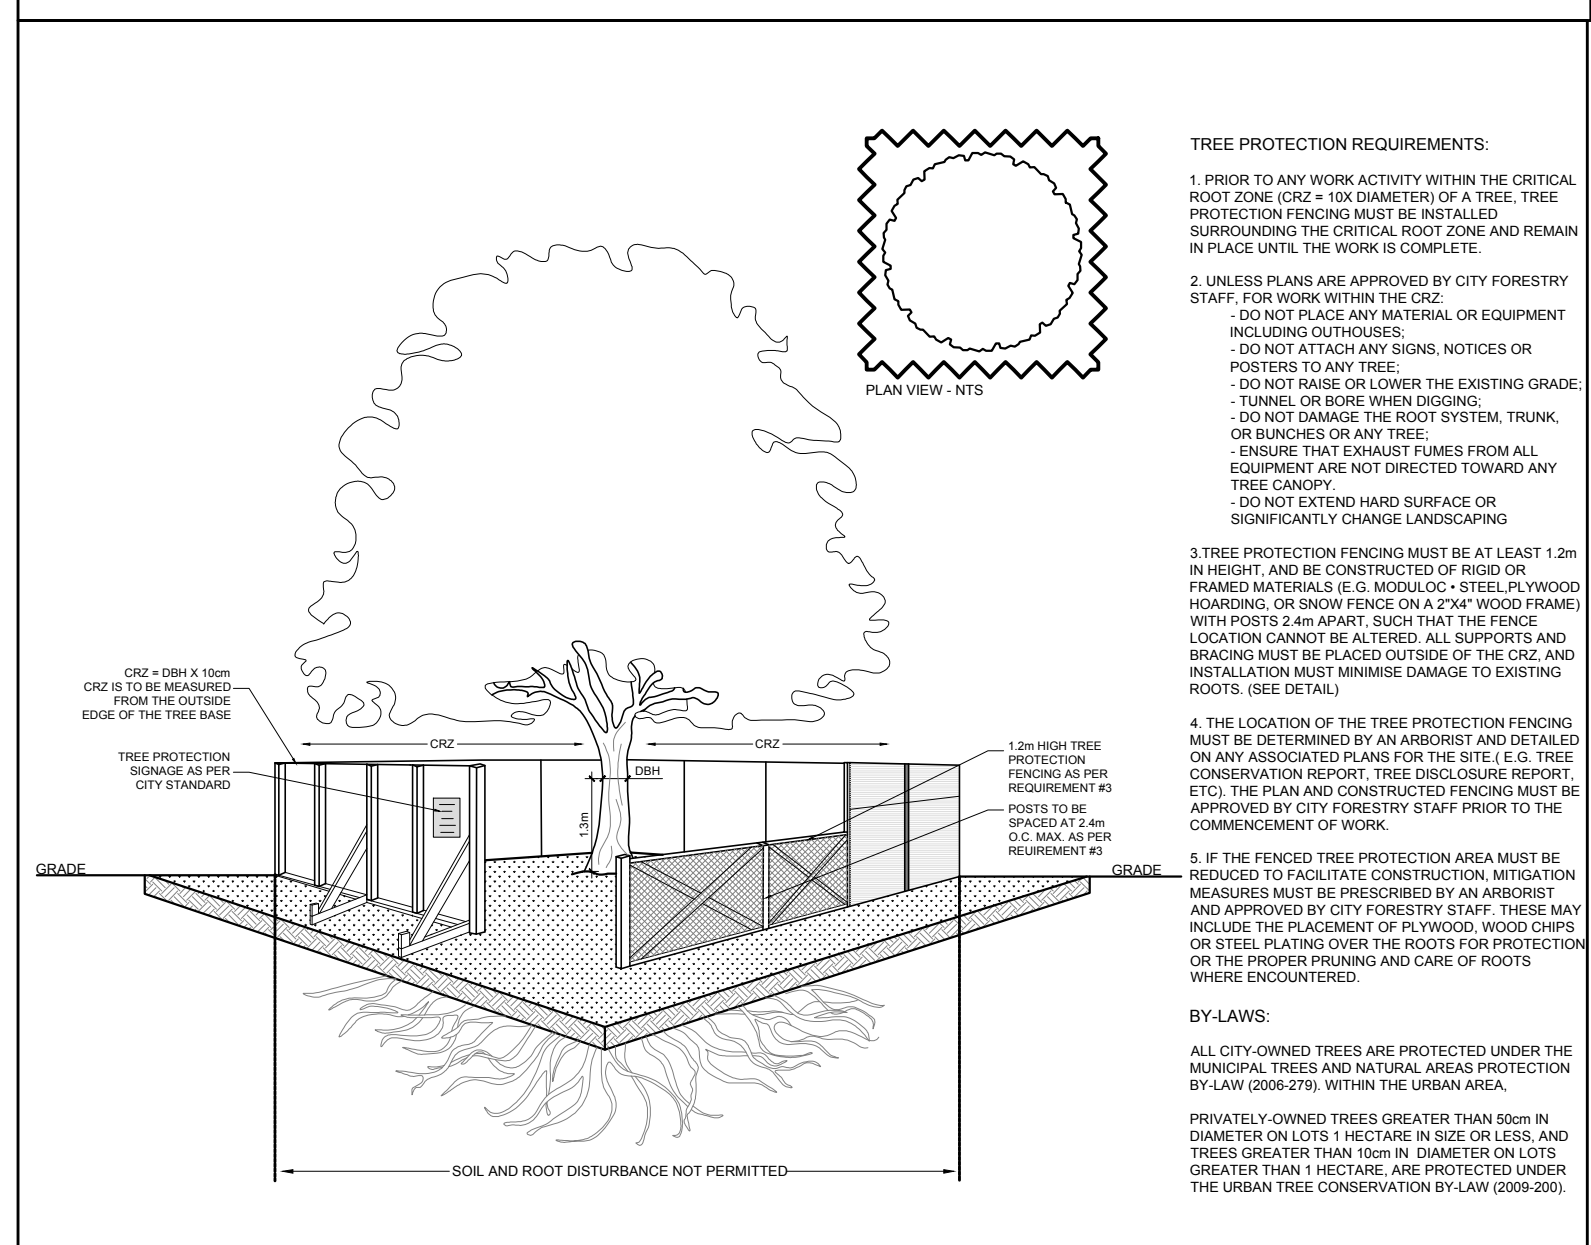 PLAN VIEW - NTS
CRZ = DBH X 10cm
CRZ IS TO BE MEASURED
FROM THE OUTSIDE
EDGE OF THE TREE BASE
TREE PROTECTION
SIGNAGE AS PER
CITY STANDARD
CRZ
CRZ
DBH
1.3m
1.2m HIGH TREE
PROTECTION
FENCING AS PER
REQUIREMENT #3
POSTS TO BE
SPACED AT 2.4m
O.C. MAX. AS PER
REUIREMENT #3
GRADE
GRADE
SOIL AND ROOT DISTURBANCE NOT PERMITTED
TREE PROTECTION REQUIREMENTS:
1. PRIOR TO ANY WORK ACTIVITY WITHIN THE CRITICAL
ROOT ZONE (CRZ = 10X DIAMETER) OF A TREE, TREE
PROTECTION FENCING MUST BE INSTALLED
SURROUNDING THE CRITICAL ROOT ZONE AND REMAIN
IN PLACE UNTIL THE WORK IS COMPLETE.
2. UNLESS PLANS ARE APPROVED BY CITY FORESTRY
STAFF, FOR WORK WITHIN THE CRZ:
- DO NOT PLACE ANY MATERIAL OR EQUIPMENT
INCLUDING OUTHOUSES;
- DO NOT ATTACH ANY SIGNS, NOTICES OR
POSTERS TO ANY TREE;
- DO NOT RAISE OR LOWER THE EXISTING GRADE;
- TUNNEL OR BORE WHEN DIGGING;
- DO NOT DAMAGE THE ROOT SYSTEM, TRUNK,
OR BUNCHES OR ANY TREE;
- ENSURE THAT EXHAUST FUMES FROM ALL
EQUIPMENT ARE NOT DIRECTED TOWARD ANY
TREE CANOPY.
- DO NOT EXTEND HARD SURFACE OR
SIGNIFICANTLY CHANGE LANDSCAPING
3.TREE PROTECTION FENCING MUST BE AT LEAST 1.2m
IN HEIGHT, AND BE CONSTRUCTED OF RIGID OR
FRAMED MATERIALS (E.G. MODULOC • STEEL,PLYWOOD
HOARDING, OR SNOW FENCE ON A 2"X4" WOOD FRAME)
WITH POSTS 2.4m APART, SUCH THAT THE FENCE
LOCATION CANNOT BE ALTERED. ALL SUPPORTS AND
BRACING MUST BE PLACED OUTSIDE OF THE CRZ, AND
INSTALLATION MUST MINIMISE DAMAGE TO EXISTING
ROOTS. (SEE DETAIL)
4. THE LOCATION OF THE TREE PROTECTION FENCING
MUST BE DETERMINED BY AN ARBORIST AND DETAILED
ON ANY ASSOCIATED PLANS FOR THE SITE.( E.G. TREE
CONSERVATION REPORT, TREE DISCLOSURE REPORT,
ETC). THE PLAN AND CONSTRUCTED FENCING MUST BE
APPROVED BY CITY FORESTRY STAFF PRIOR TO THE
COMMENCEMENT OF WORK.
5. IF THE FENCED TREE PROTECTION AREA MUST BE
REDUCED TO FACILITATE CONSTRUCTION, MITIGATION
MEASURES MUST BE PRESCRIBED BY AN ARBORIST
AND APPROVED BY CITY FORESTRY STAFF. THESE MAY
INCLUDE THE PLACEMENT OF PLYWOOD, WOOD CHIPS
OR STEEL PLATING OVER THE ROOTS FOR PROTECTION
OR THE PROPER PRUNING AND CARE OF ROOTS
WHERE ENCOUNTERED.
BY-LAWS:
ALL CITY-OWNED TREES ARE PROTECTED UNDER THE
MUNICIPAL TREES AND NATURAL AREAS PROTECTION
BY-LAW (2006-279). WITHIN THE URBAN AREA,
PRIVATELY-OWNED TREES GREATER THAN 50cm IN
DIAMETER ON LOTS 1 HECTARE IN SIZE OR LESS, AND
TREES GREATER THAN 10cm IN DIAMETER ON LOTS
GREATER THAN 1 HECTARE, ARE PROTECTED UNDER
THE URBAN TREE CONSERVATION BY-LAW (2009-200).